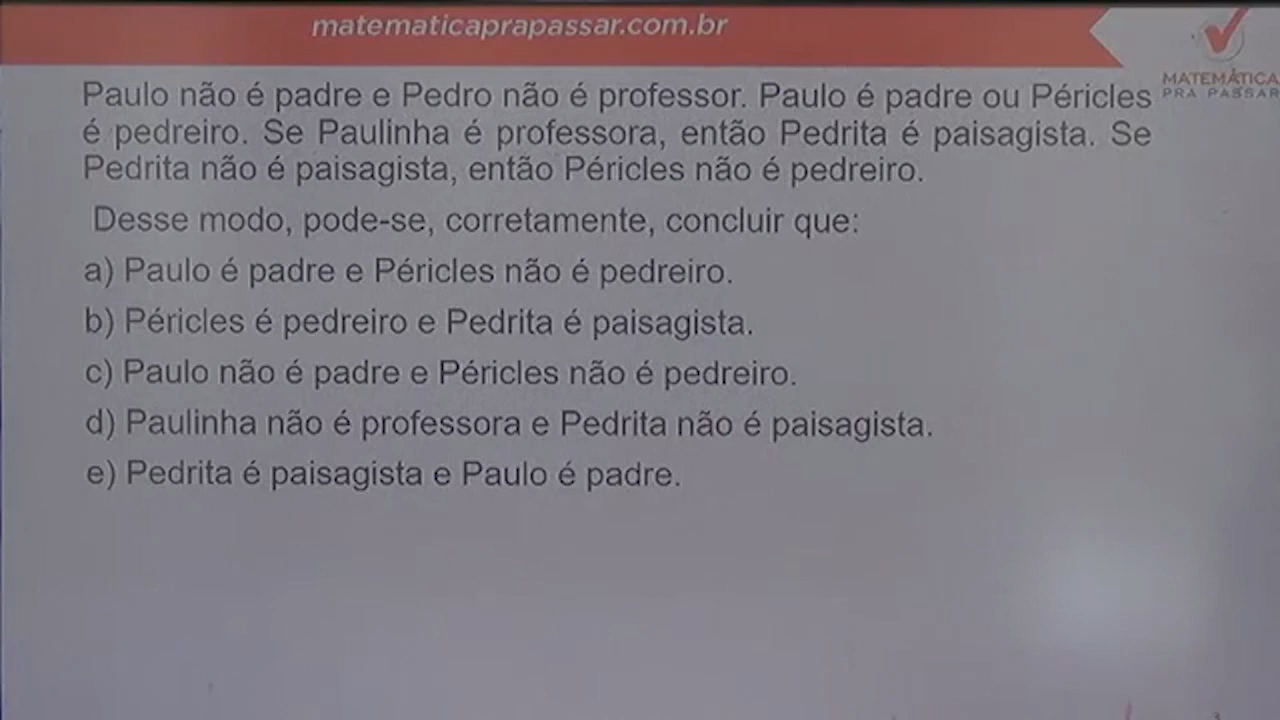 matematicaprapassar.com.br
MATEMÁTICA
PRA PASSAR
Paulo não é padre e Pedro não é professor. Paulo é padre ou Péricles
é pedreiro. Se Paulinha é professora, então Pedrita é paisagista. Se
Pedrita não é paisagista, então Péricles não é pedreiro.
Desse modo, pode-se, corretamente, concluir que:
a) Paulo é padre e Péricles não é pedreiro.
b) Péricles é pedreiro e Pedrita é paisagista.
c) Paulo não é padre e Péricles não é pedreiro.
d) Paulinha não é professora e Pedrita não é paisagista.
e) Pedrita é paisagista e Paulo é padre.